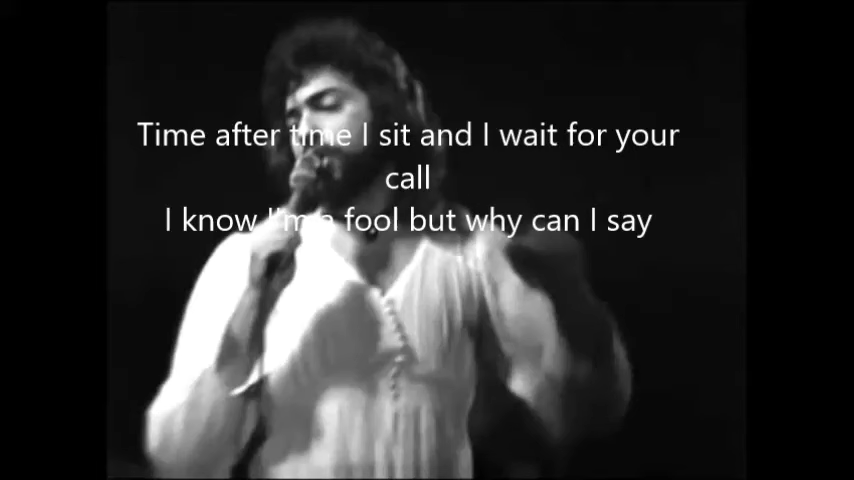 Time after time I sit and I wait for your
call
I know I'm a fool but why can I say